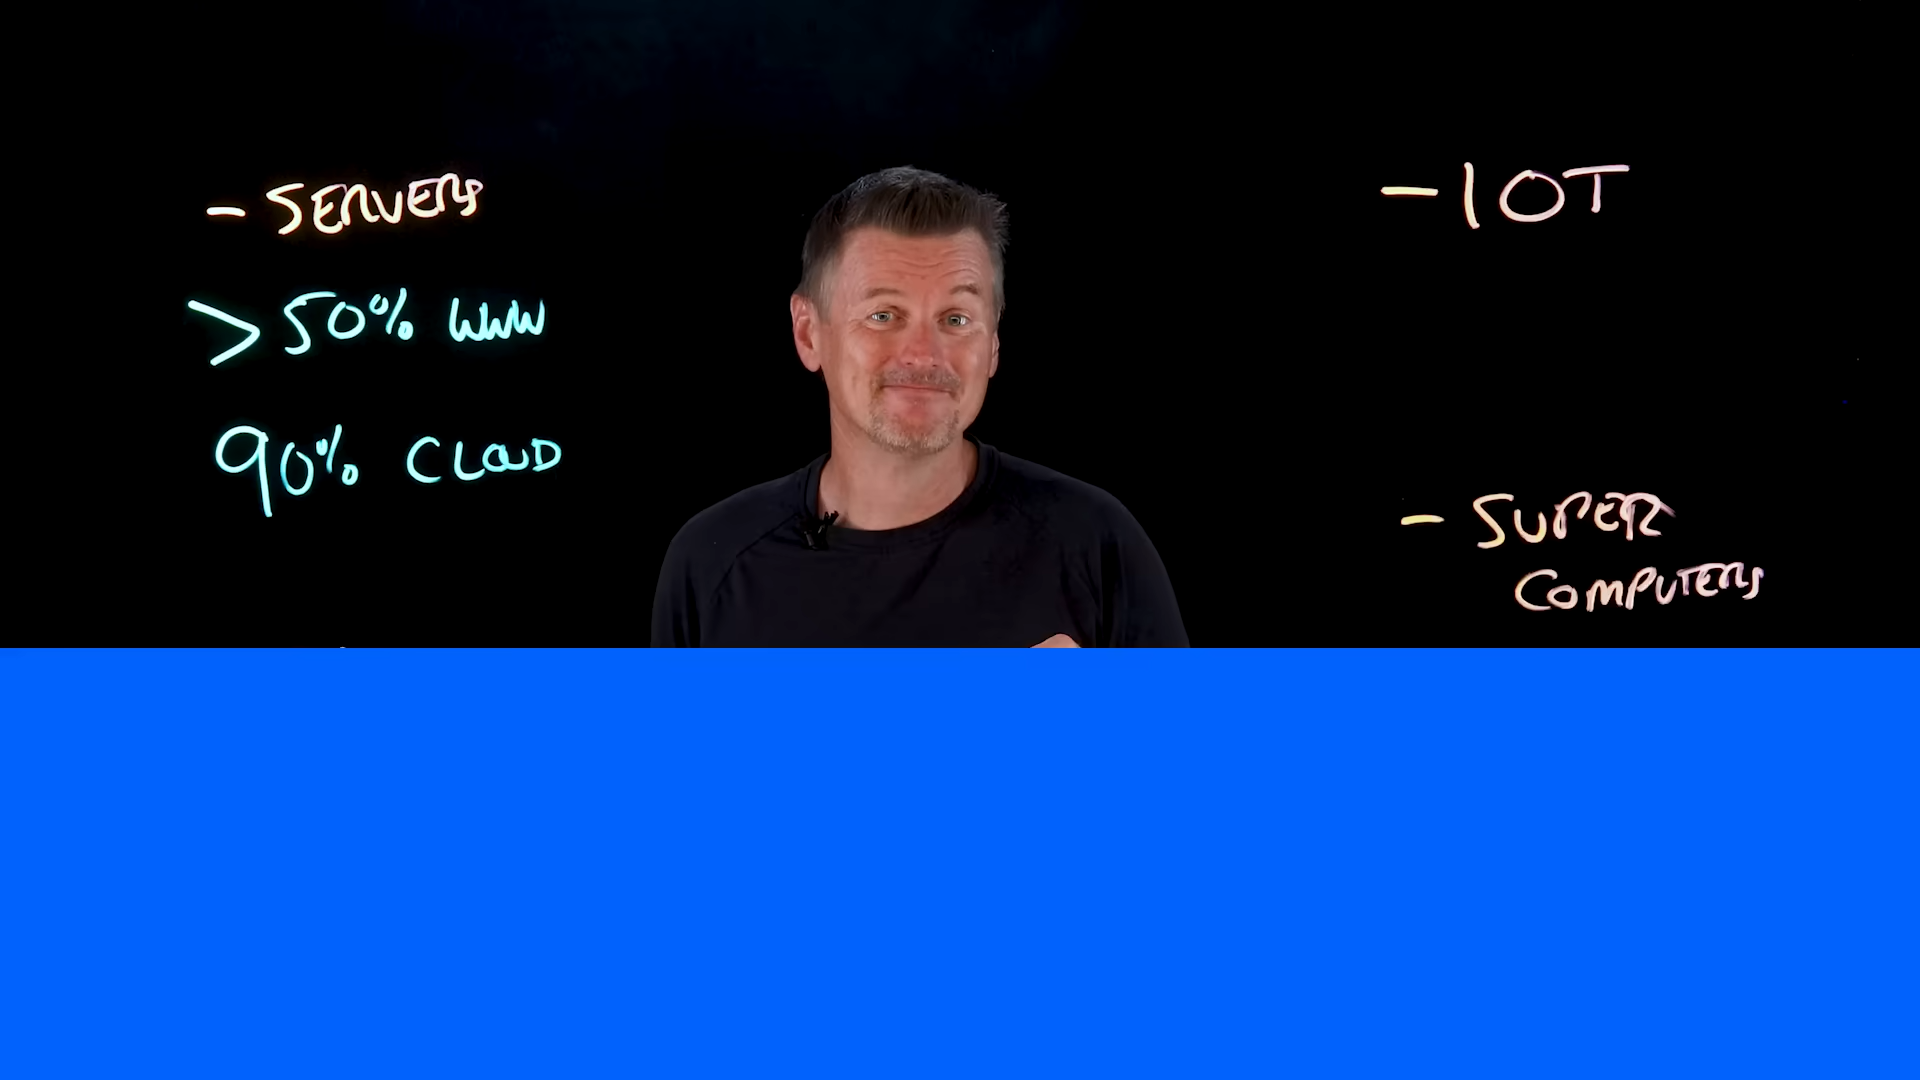 - SERVERS
> 50% WWW
90% CLOUD
- IOT
- SUPER
COMPUTERS